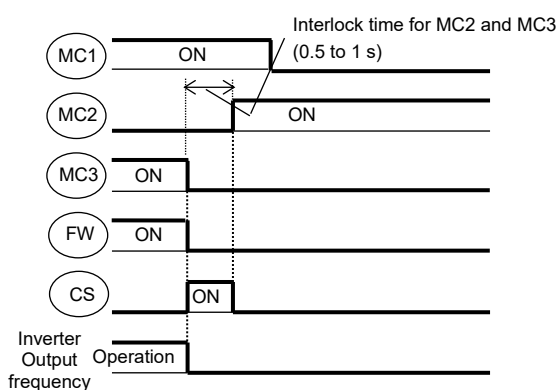 Interlock time for MC2 and MC3
(0.5 to 1 s)
MC1
ON
MC2
ON
MC3
ON
FW
ON
CS
ON
Inverter
Output
frequency
Operation